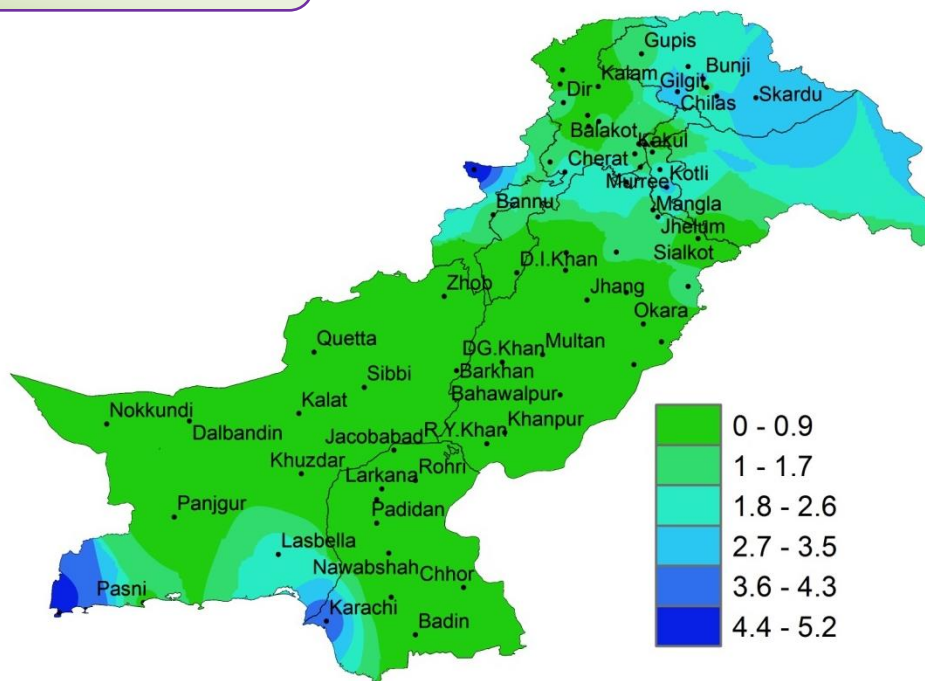 Gupis
Bunji
Kalam
Gilgit
Dir
Chilas
Skardu
Balakot
Kakul
Cherat
Kotli
Murree
Bannu
Mangla
Jhelum
Sialkot
D.I.Khan
Zhob
Jhang
Okara
Quetta
DG.Khan
Multan
Barkhan
Sibbi
Bahawalpur
Kalat
Nokkundi
Khanpur
Dalbandin
R.Y.Khan
Jacobabad
Khuzdar
Rohri
Larkana
Panjgur
Padidan
Lasbella
Nawabshah
Chhor
Pasni
Karachi
Badin
0 - 0.9
1 - 1.7
1.8 - 2.6
2.7 - 3.5
3.6 - 4.3
4.4 - 5.2